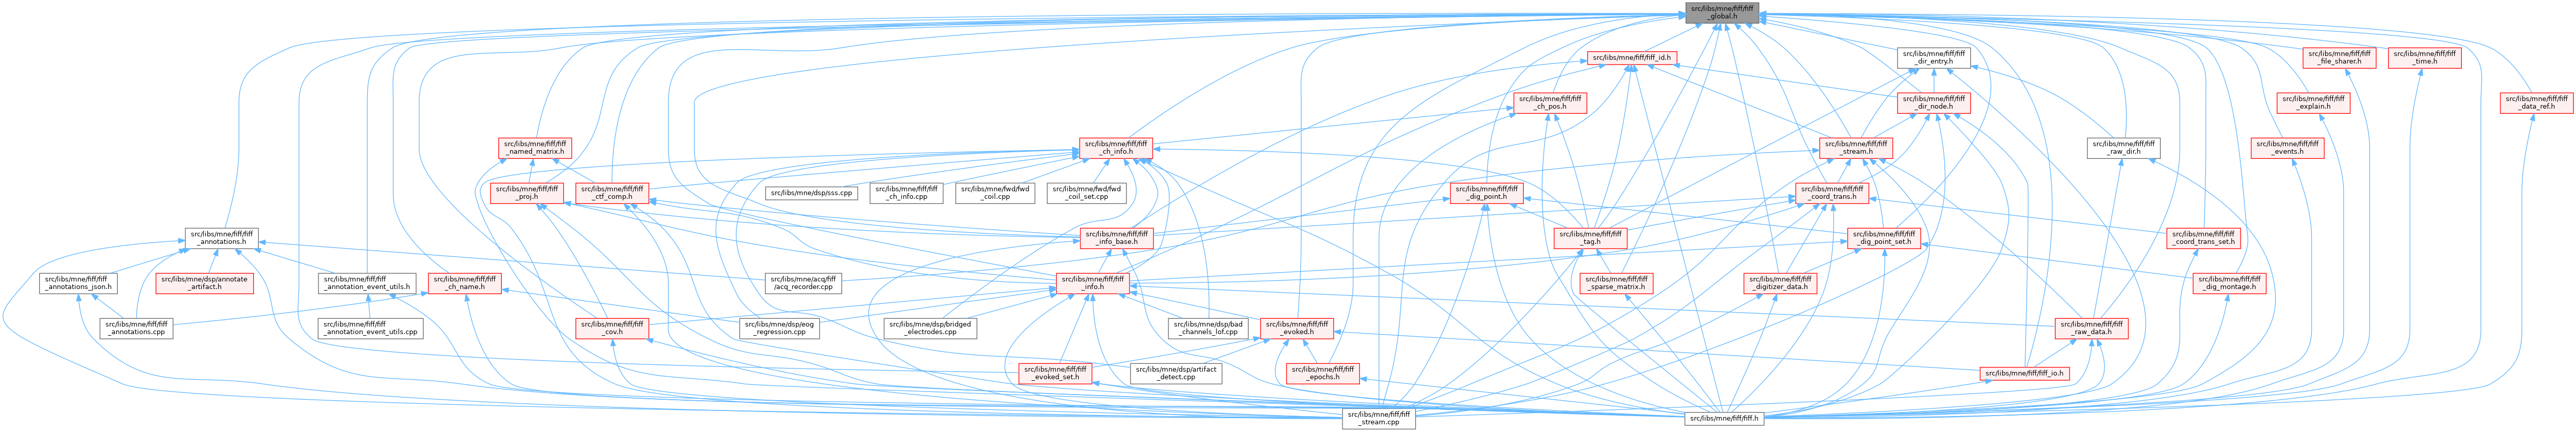 src/libs/mne/fiff/fiff
_global.h
src/libs/mne/fiff/fiff_id.h
src/libs/mne/fiff/fiff
_dir_entry.h
src/libs/mne/fiff/fiff
_file_sharer.h
src/libs/mne/fiff/fiff
_time.h
src/libs/mne/fiff/fiff
_ch_pos.h
src/libs/mne/fiff/fiff
_dir_node.h
src/libs/mne/fiff/fiff
_explain.h
src/libs/mne/fiff/fiff
_data_ref.h
src/libs/mne/fiff/fiff
_named_matrix.h
src/libs/mne/fiff/fiff
_ch_info.h
src/libs/mne/fiff/fiff
_stream.h
src/libs/mne/fiff/fiff
_raw_dir.h
src/libs/mne/fiff/fiff
_events.h
src/libs/mne/fiff/fiff
_proj.h
src/libs/mne/fiff/fiff
_ctf_comp.h
src/libs/mne/dsp/sss.cpp
src/libs/mne/fiff/fiff
_ch_info.cpp
src/libs/mne/fwd/fwd
_coil.cpp
src/libs/mne/fwd/fwd
_coil_set.cpp
src/libs/mne/fiff/fiff
_dig_point.h
src/libs/mne/fiff/fiff
_coord_trans.h
src/libs/mne/fiff/fiff
_annotations.h
src/libs/mne/fiff/fiff
_info_base.h
src/libs/mne/fiff/fiff
_tag.h
src/libs/mne/fiff/fiff
_dig_point_set.h
src/libs/mne/fiff/fiff
_coord_trans_set.h
src/libs/mne/fiff/fiff
_annotations_json.h
src/libs/mne/dsp/annotate
_artifact.h
src/libs/mne/fiff/fiff
_annotation_event_utils.h
src/libs/mne/fiff/fiff
_ch_name.h
src/libs/mne/acq/fiff
/acq_recorder.cpp
src/libs/mne/fiff/fiff
_info.h
src/libs/mne/fiff/fiff
_sparse_matrix.h
src/libs/mne/fiff/fiff
_digitizer_data.h
src/libs/mne/fiff/fiff
_dig_montage.h
src/libs/mne/fiff/fiff
_annotations.cpp
src/libs/mne/fiff/fiff
_annotation_event_utils.cpp
src/libs/mne/fiff/fiff
_cov.h
src/libs/mne/dsp/eog
_regression.cpp
src/libs/mne/dsp/bridged
_electrodes.cpp
src/libs/mne/dsp/bad
_channels_lof.cpp
src/libs/mne/fiff/fiff
_evoked.h
src/libs/mne/fiff/fiff
_raw_data.h
src/libs/mne/fiff/fiff
_evoked_set.h
src/libs/mne/dsp/artifact
_detect.cpp
src/libs/mne/fiff/fiff
_epochs.h
src/libs/mne/fiff/fiff_io.h
src/libs/mne/fiff/fiff
_stream.cpp
src/libs/mne/fiff/fiff.h